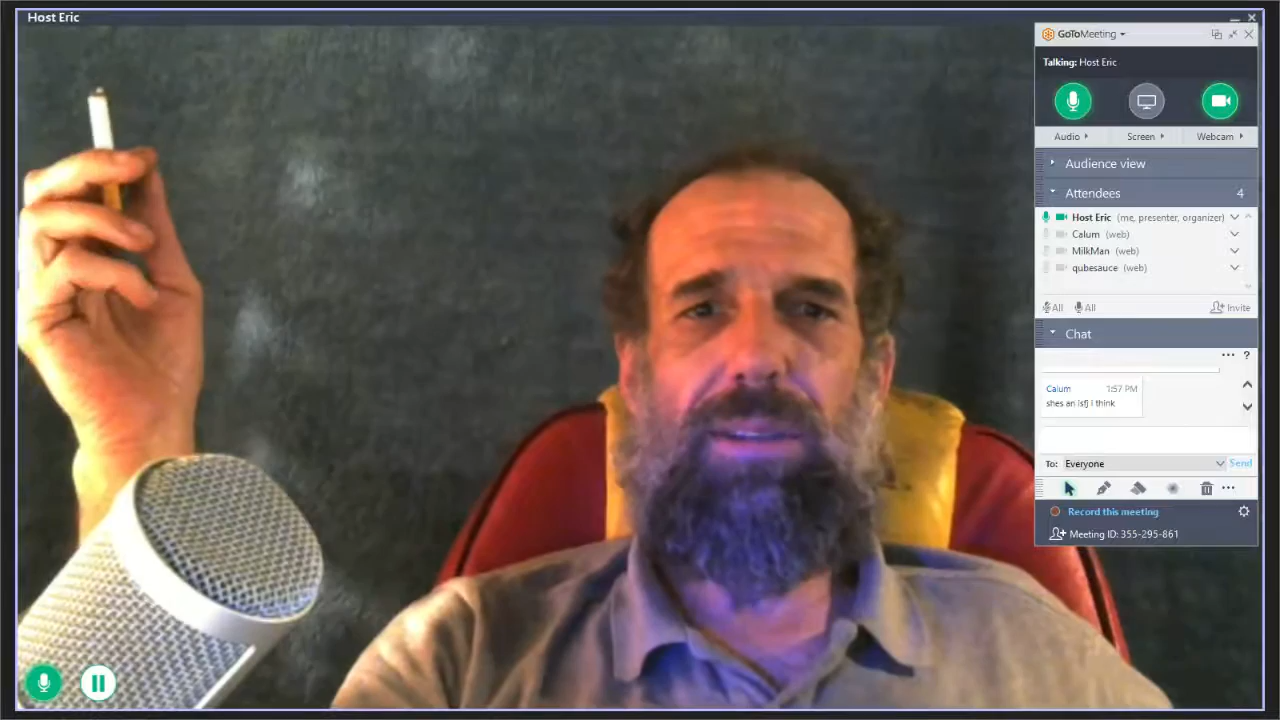 Host Eric
GoToMeeting
Talking: Host Eric
Audio
Screen
Webcam
Audience view
Attendees 4
Host Eric (me, presenter, organizer)
Calum (web)
MilkMan (web)
qubesauce (web)
All All Invite
Chat
... ?
Calum 1:57 PM
shes an isfj i think
To: Everyone Send
...
Record this meeting
Meeting ID: 355-295-861